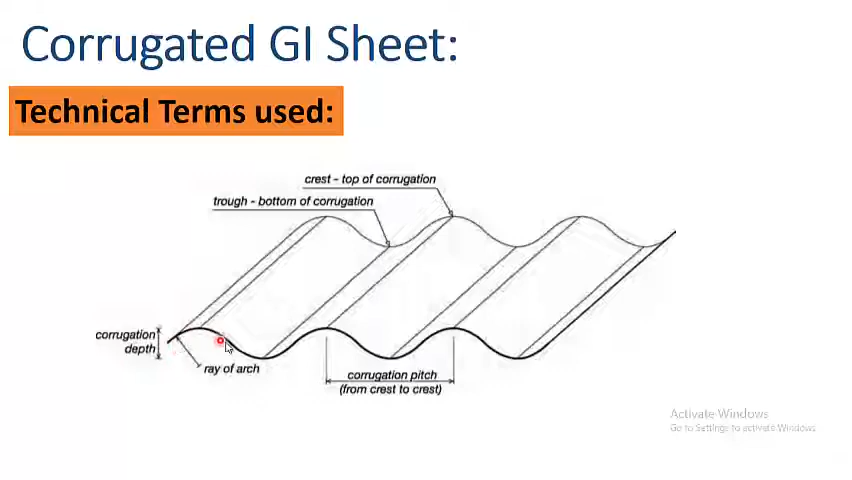 Corrugated GI Sheet:
Technical Terms used:
crest - top of corrugation
trough - bottom of corrugation
corrugation
depth
ray of arch
corrugation pitch
(from crest to crest)
Activate Windows
Go to Settings to activate Windows